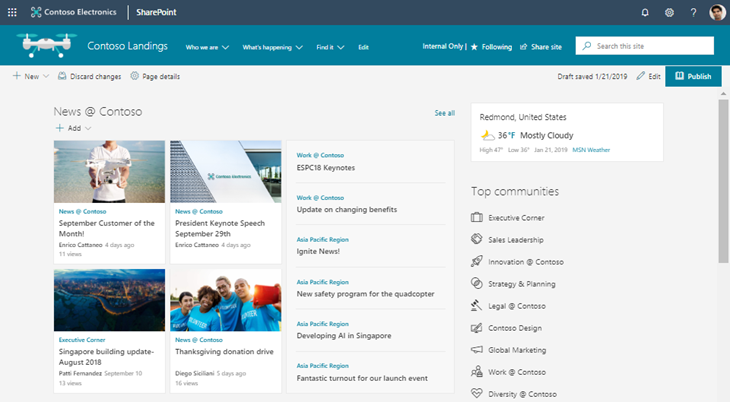 Contoso Electronics
SharePoint
Contoso Landings
Who we are
What's happening
Find it
Edit
Internal Only | ★ Following
Share site
Search this site
+ New
Discard changes
Page details
Draft saved 1/21/2019
Edit
Publish
News @ Contoso
See all
+ Add
News @ Contoso
September Customer of the
Month!
Enrico Cattaneo 4 days ago
11 views
Contoso Electronics
News @ Contoso
President Keynote Speech
September 29th
Enrico Cattaneo 4 days ago
Executive Corner
Singapore building update-
August 2018
Patti Fernandez September 10
13 views
News @ Contoso
Thanksgiving donation drive
Diego Siciliani 5 days ago
16 views
Work @ Contoso
ESPC18 Keynotes
Work @ Contoso
Update on changing benefits
Asia Pacific Region
Ignite News!
Asia Pacific Region
New safety program for the quadcopter
Asia Pacific Region
Developing AI in Singapore
Asia Pacific Region
Fantastic turnout for our launch event
Redmond, United States
36°F Mostly Cloudy
High 47° Low 36° Jan 21, 2019 MSN Weather
Top communities
Executive Corner
Sales Leadership
Innovation @ Contoso
Strategy & Planning
Legal @ Contoso
Contoso Design
Global Marketing
Work @ Contoso
Diversity @ Contoso